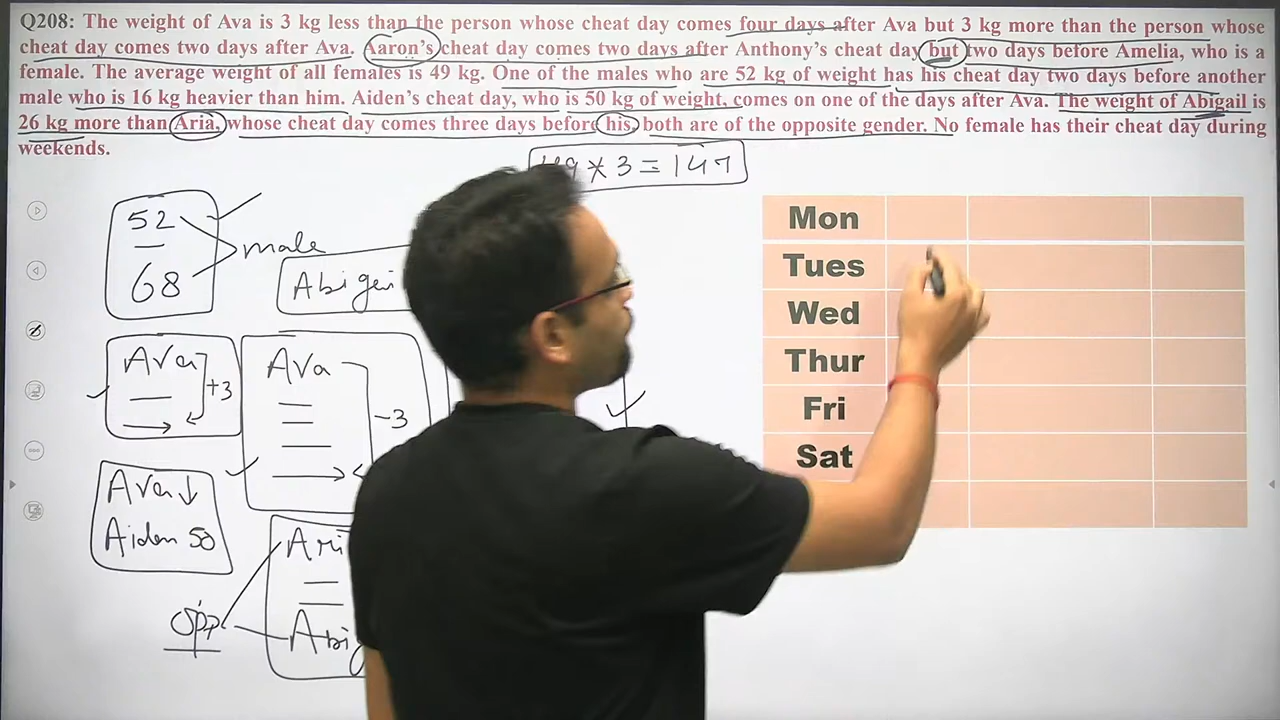 Q208: The weight of Ava is 3 kg less than the person whose cheat day comes four days after Ava but 3 kg more than the person whose
cheat day comes two days after Ava. Aaron's cheat day comes two days after Anthony's cheat day but two days before Amelia, who is a
female. The average weight of all females is 49 kg. One of the males who are 52 kg of weight has his cheat day two days before another
male who is 16 kg heavier than him. Aiden's cheat day, who is 50 kg of weight, comes on one of the days after Ava. The weight of Abigail is
26 kg more than Aria, whose cheat day comes three days before his, both are of the opposite gender. No female has their cheat day during
weekends.
× 3 = 147
52
—
68
male
Ava
+3
Ava
-3
Ava ↓
Aiden 50
opp
Mon
Tues
Wed
Thur
Fri
Sat